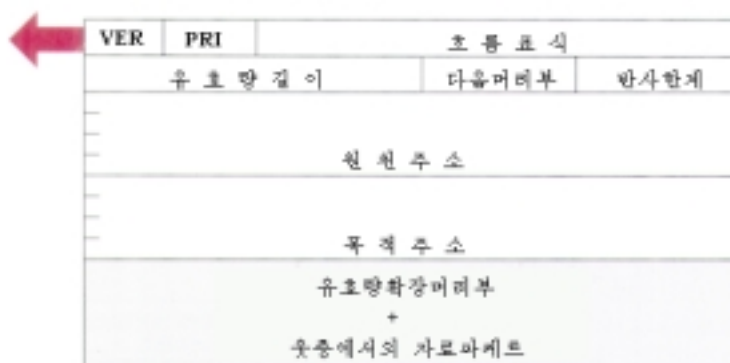 VER PRI 흐름표식
유효량길이 다음머리부 반사한계
원천주소
목적주소
유효량확장머리부
+
웃층에서의 자료파케트